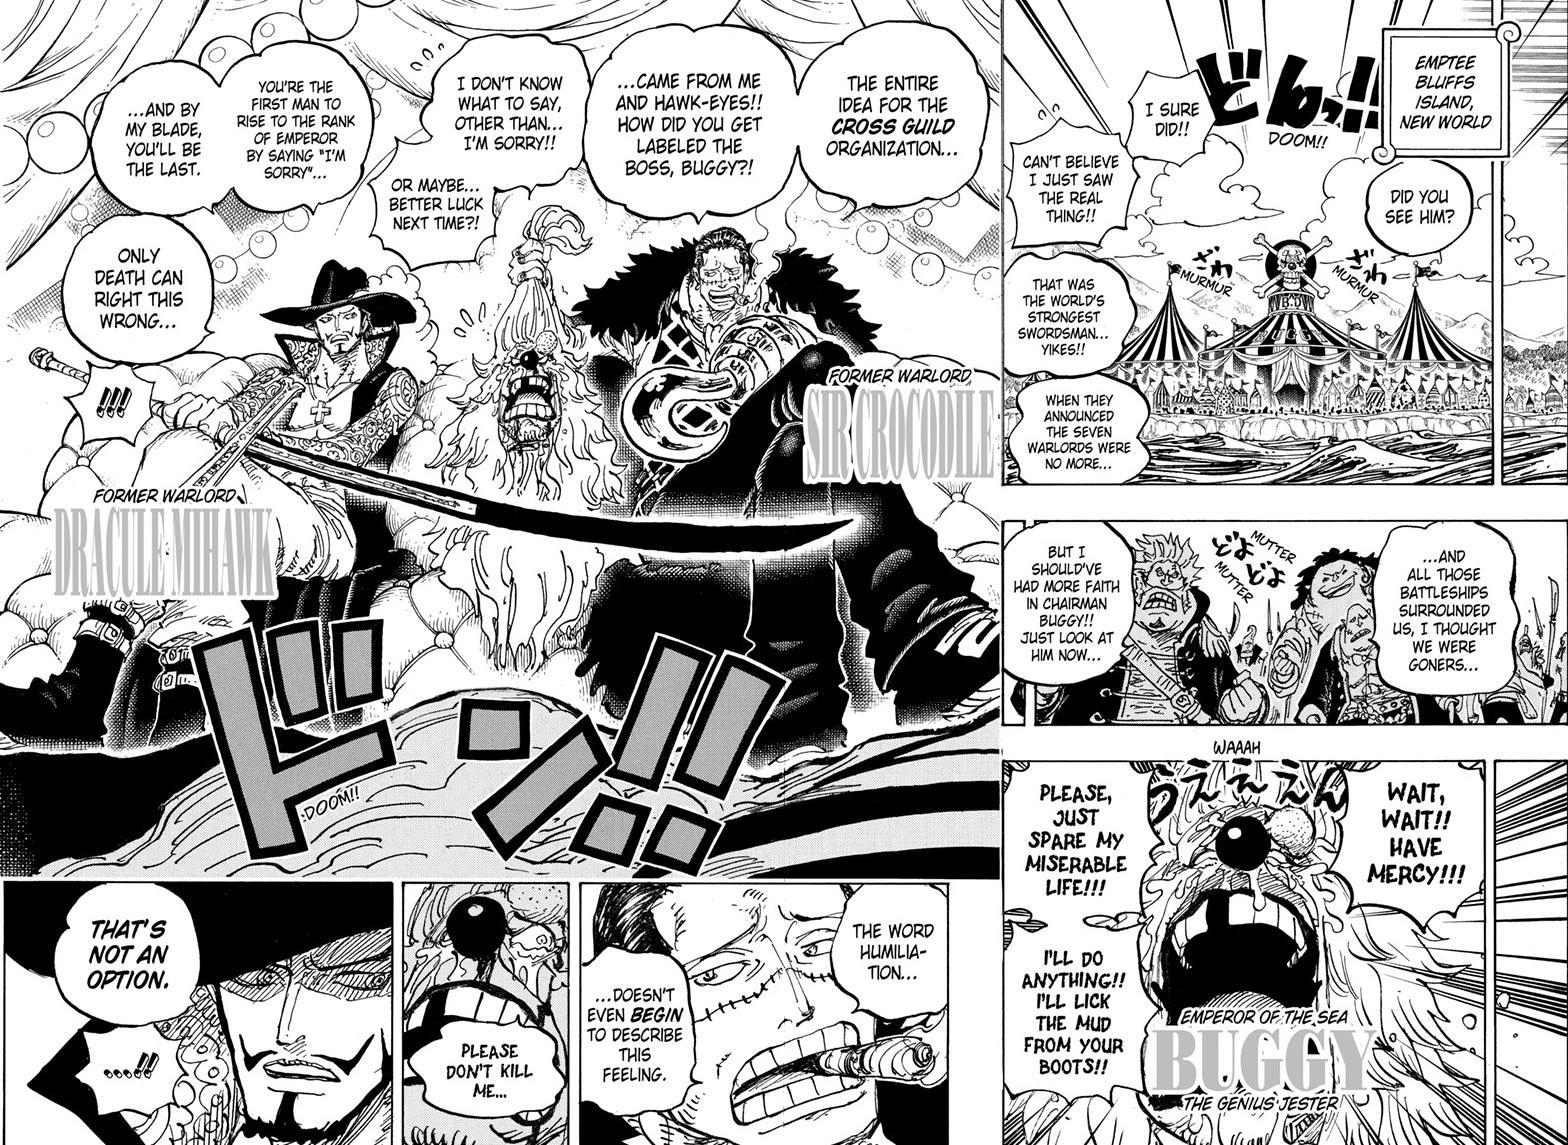 EMPTEE
BLUFFS
ISLAND,
NEW WORLD
どんっ!!
DOOM!!
DID YOU
SEE HIM?
I SURE
DID!!
CAN'T BELIEVE
I JUST SAW
THE REAL
THING!!
ざわ
MURMUR
ざわ
MURMUR
THAT WAS
THE WORLD'S
STRONGEST
SWORDSMAN...
YIKES!!
WHEN THEY
ANNOUNCED
THE SEVEN
WARLORDS WERE
NO MORE...
...AND
ALL THOSE
BATTLESHIPS
SURROUNDED
US, I THOUGHT
WE WERE
GONERS...
どよ
MUTTER
どよ
MUTTER
BUT I
SHOULD'VE
HAD MORE FAITH
IN CHAIRMAN
BUGGY!!
JUST LOOK AT
HIM NOW...
WAAAH
うえええん
WAIT,
WAIT!!
HAVE
MERCY!!!
PLEASE,
JUST
SPARE MY
MISERABLE
LIFE!!!
I'LL DO
ANYTHING!!
I'LL LICK
THE MUD
FROM YOUR
BOOTS!!
EMPEROR OF THE SEA
BUGGY
THE GENIUS JESTER
THE ENTIRE
IDEA FOR THE
CROSS GUILD
ORGANIZATION...
...CAME FROM ME
AND HAWK-EYES!!
HOW DID YOU GET
LABELED THE
BOSS, BUGGY?!
I DON'T KNOW
WHAT TO SAY,
OTHER THAN...
I'M SORRY!!
OR MAYBE...
BETTER LUCK
NEXT TIME?!
YOU'RE THE
FIRST MAN TO
RISE TO THE RANK
OF EMPEROR
BY SAYING "I'M
SORRY"...
...AND BY
MY BLADE,
YOU'LL BE
THE LAST.
ONLY
DEATH CAN
RIGHT THIS
WRONG...
!!!
FORMER WARLORD
SIR CROCODILE
FORMER WARLORD
DRACULE MIHAWK
ドン!!
DOOM!!
THE WORD
HUMILIA-
TION...
...DOESN'T
EVEN BEGIN
TO DESCRIBE
THIS
FEELING.
PLEASE
DON'T KILL
ME...
THAT'S
NOT AN
OPTION.
...!!